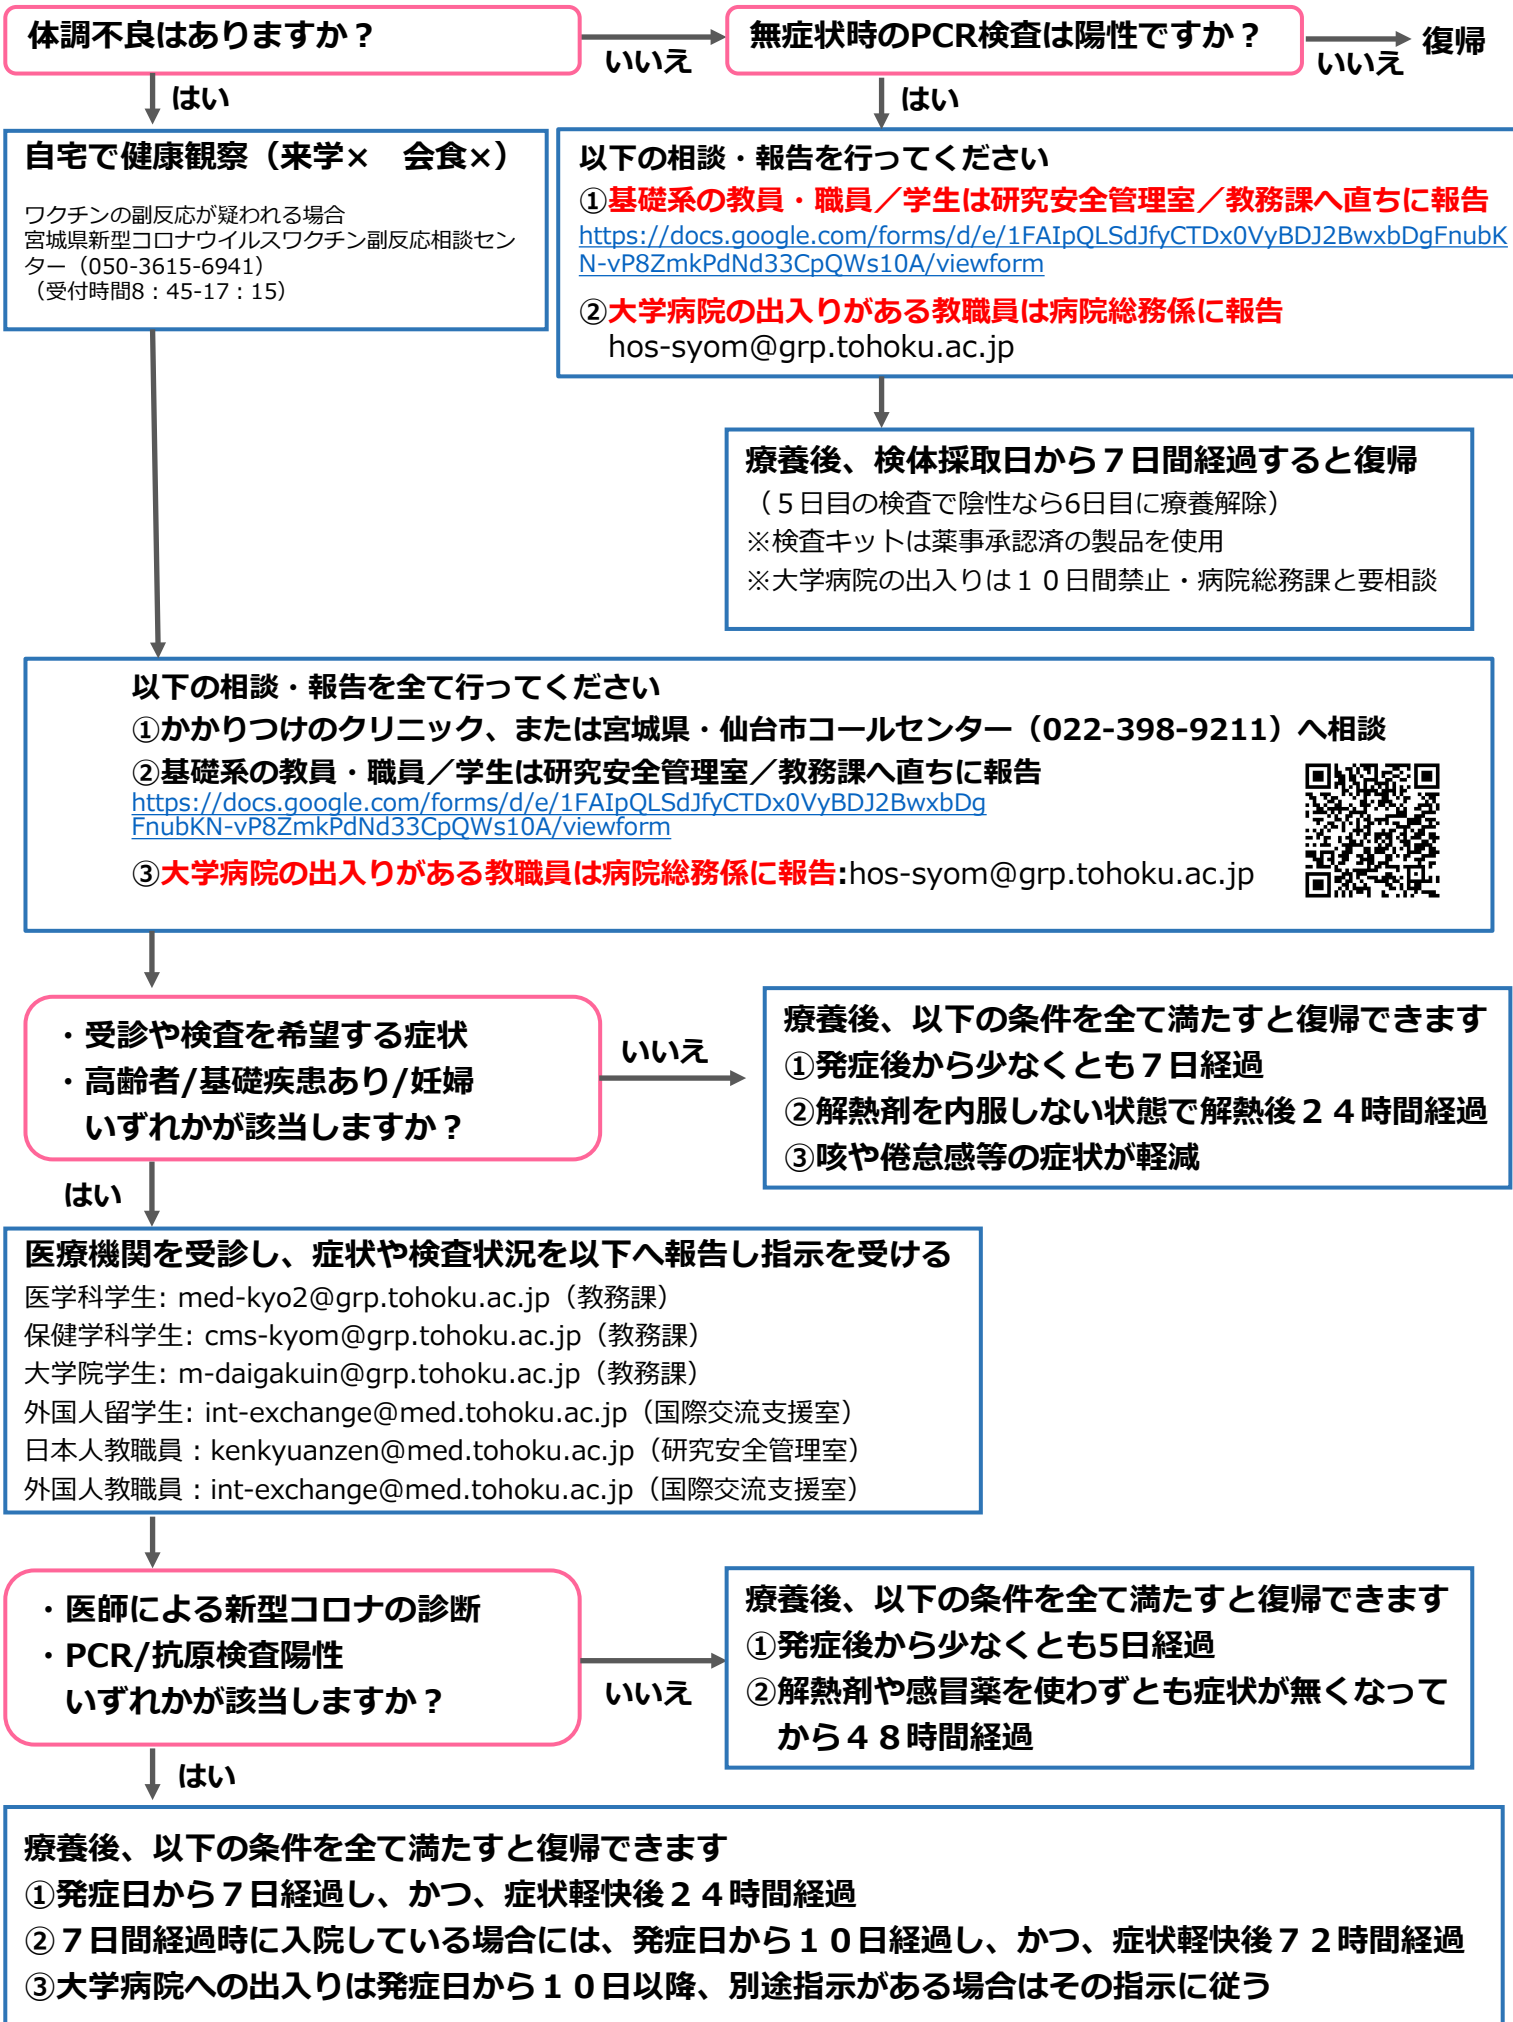 体調不良はありますか？
いいえ
無症状時のPCR検査は陽性ですか？
いいえ
復帰
はい
はい
自宅で健康観察（来学×　会食×）
ワクチンの副反応が疑われる場合
宮城県新型コロナウイルスワクチン副反応相談セン
ター（050-3615-6941）
（受付時間8：45-17：15）
以下の相談・報告を行ってください
①基礎系の教員・職員／学生は研究安全管理室／教務課へ直ちに報告
https://docs.google.com/forms/d/e/1FAIpQLSdJfyCTDx0VyBDJ2BwxbDgFnubK
N-vP8ZmkPdNd33CpQWs10A/viewform
②大学病院の出入りがある教職員は病院総務係に報告
hos-syom@grp.tohoku.ac.jp
療養後、検体採取日から７日間経過すると復帰
（５日目の検査で陰性なら6日目に療養解除）
※検査キットは薬事承認済の製品を使用
※大学病院の出入りは１０日間禁止・病院総務課と要相談
以下の相談・報告を全て行ってください
①かかりつけのクリニック、または宮城県・仙台市コールセンター（022-398-9211）へ相談
②基礎系の教員・職員／学生は研究安全管理室／教務課へ直ちに報告
https://docs.google.com/forms/d/e/1FAIpQLSdJfyCTDx0VyBDJ2BwxbDg
FnubKN-vP8ZmkPdNd33CpQWs10A/viewform
③大学病院の出入りがある教職員は病院総務係に報告:hos-syom@grp.tohoku.ac.jp
・受診や検査を希望する症状
・高齢者/基礎疾患あり/妊婦
いずれかが該当しますか？
いいえ
療養後、以下の条件を全て満たすと復帰できます
①発症後から少なくとも７日経過
②解熱剤を内服しない状態で解熱後２４時間経過
③咳や倦怠感等の症状が軽減
はい
医療機関を受診し、症状や検査状況を以下へ報告し指示を受ける
医学科学生: med-kyo2@grp.tohoku.ac.jp（教務課）
保健学科学生: cms-kyom@grp.tohoku.ac.jp（教務課）
大学院学生: m-daigakuin@grp.tohoku.ac.jp（教務課）
外国人留学生: int-exchange@med.tohoku.ac.jp（国際交流支援室）
日本人教職員：kenkyuanzen@med.tohoku.ac.jp（研究安全管理室）
外国人教職員：int-exchange@med.tohoku.ac.jp（国際交流支援室）
・医師による新型コロナの診断
・PCR/抗原検査陽性
いずれかが該当しますか？
いいえ
療養後、以下の条件を全て満たすと復帰できます
①発症後から少なくとも5日経過
②解熱剤や感冒薬を使わずとも症状が無くなって
から４８時間経過
はい
療養後、以下の条件を全て満たすと復帰できます
①発症日から７日経過し、かつ、症状軽快後２４時間経過
②７日間経過時に入院している場合には、発症日から１０日経過し、かつ、症状軽快後７２時間経過
③大学病院への出入りは発症日から１０日以降、別途指示がある場合はその指示に従う